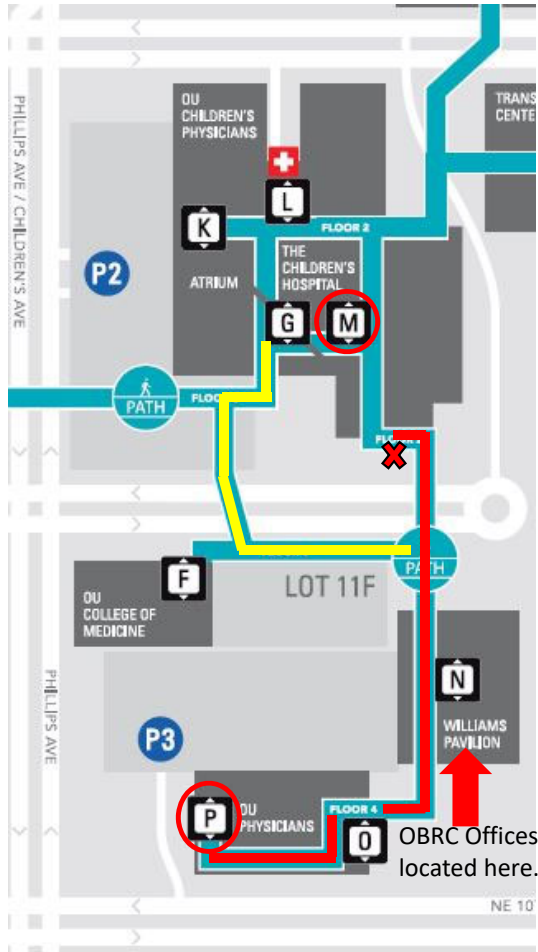 OU
CHILDREN'S
PHYSICIANS
TRANS
CENTE
PHILLIPS AVE / CHILDREN'S AVE
L
K
FLOOR 2
P2
ATRIUM
THE
CHILDREN'S
HOSPITAL
G
M
PATH
FLOO
F
OU
COLLEGE OF
MEDICINE
LOT 11F
PATH
PHILLIPS AVE
N
WILLIAMS
PAVILION
P3
P
OU
PHYSICIANS
FLOOR 4
O
OBRC Offices
located here.
NE 10